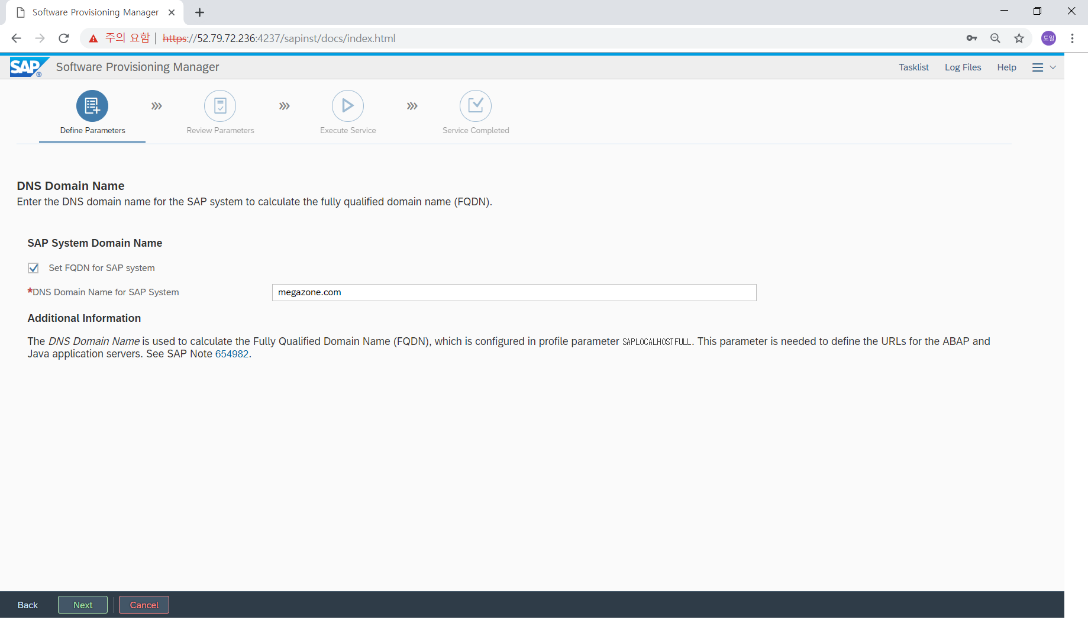 Software Provisioning Manager
주의 요함 | https://52.79.72.236:4237/sapinst/docs/index.html
도일
SAP Software Provisioning Manager Tasklist Log Files Help
Define Parameters Review Parameters Execute Service Service Completed
DNS Domain Name
Enter the DNS domain name for the SAP system to calculate the fully qualified domain name (FQDN).
SAP System Domain Name
Set FQDN for SAP system
*DNS Domain Name for SAP System megazone.com
Additional Information
The DNS Domain Name is used to calculate the Fully Qualified Domain Name (FQDN), which is configured in profile parameter SAPLOCALHOSTFULL. This parameter is needed to define the URLs for the ABAP and
Java application servers. See SAP Note 654982.
Back Next Cancel